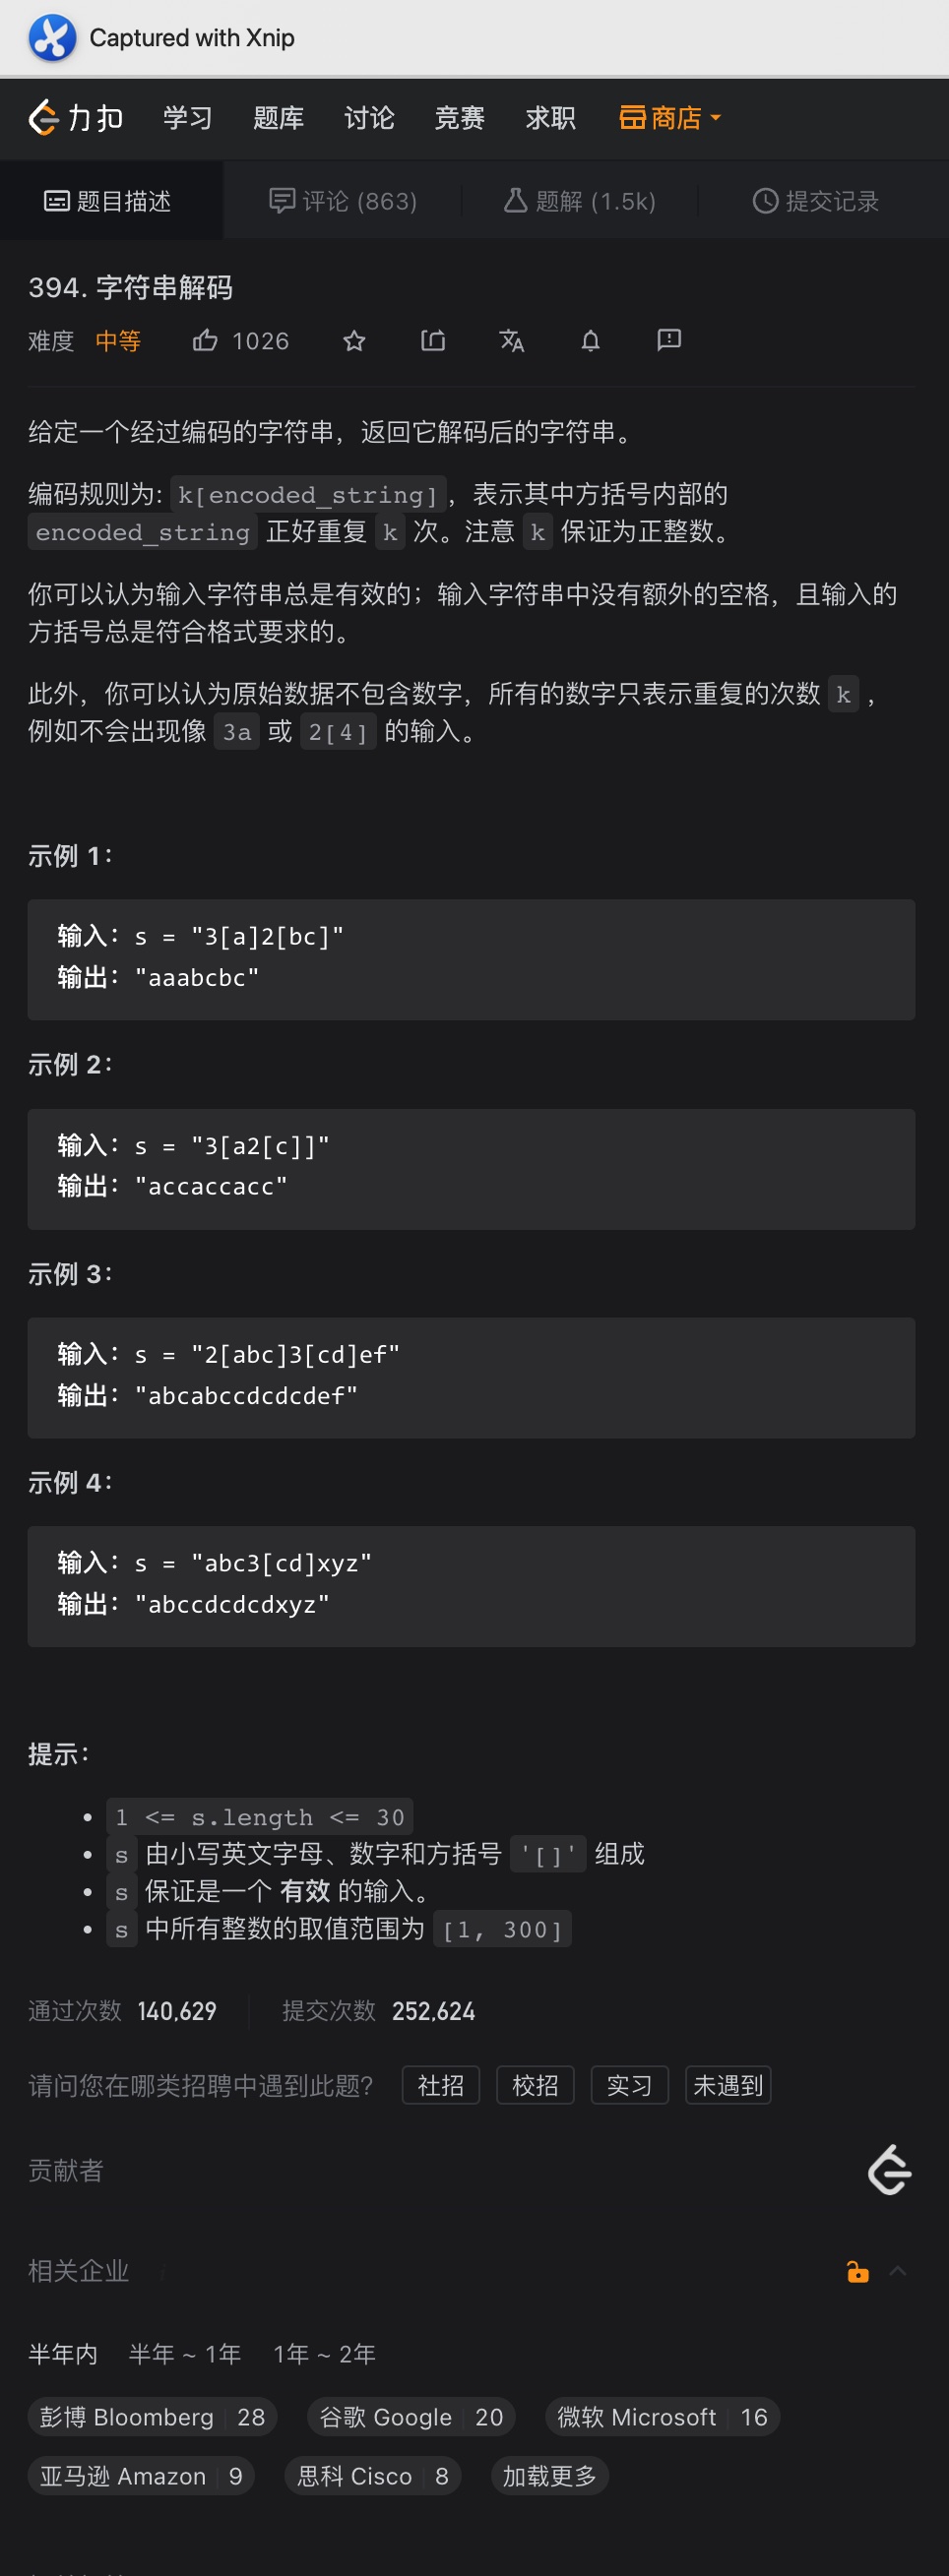 Captured with Xnip
力扣 学习 题库 讨论 竞赛 求职 商店
题目描述 评论 (863) 题解 (1.5k) 提交记录
394. 字符串解码
难度 中等 1026
给定一个经过编码的字符串，返回它解码后的字符串。
编码规则为: k[encoded_string]，表示其中方括号内部的
encoded_string 正好重复 k 次。注意 k 保证为正整数。
你可以认为输入字符串总是有效的；输入字符串中没有额外的空格，且输入的
方括号总是符合格式要求的。
此外，你可以认为原始数据不包含数字，所有的数字只表示重复的次数 k ，
例如不会出现像 3a 或 2[4] 的输入。
示例 1：
输入：s = "3[a]2[bc]"
输出："aaabcbc"
示例 2：
输入：s = "3[a2[c]]"
输出："accaccacc"
示例 3：
输入：s = "2[abc]3[cd]ef"
输出："abcabccdcdcdef"
示例 4：
输入：s = "abc3[cd]xyz"
输出："abccdcdcdxyz"
提示：
• 1 <= s.length <= 30
• s 由小写英文字母、数字和方括号 '[]' 组成
• s 保证是一个 有效 的输入。
• s 中所有整数的取值范围为 [1, 300]
通过次数 140,629 提交次数 252,624
请问您在哪类招聘中遇到此题？ 社招 校招 实习 未遇到
贡献者
相关企业
半年内 半年 ~ 1年 1年 ~ 2年
彭博 Bloomberg 28 谷歌 Google 20 微软 Microsoft 16
亚马逊 Amazon 9 思科 Cisco 8 加载更多